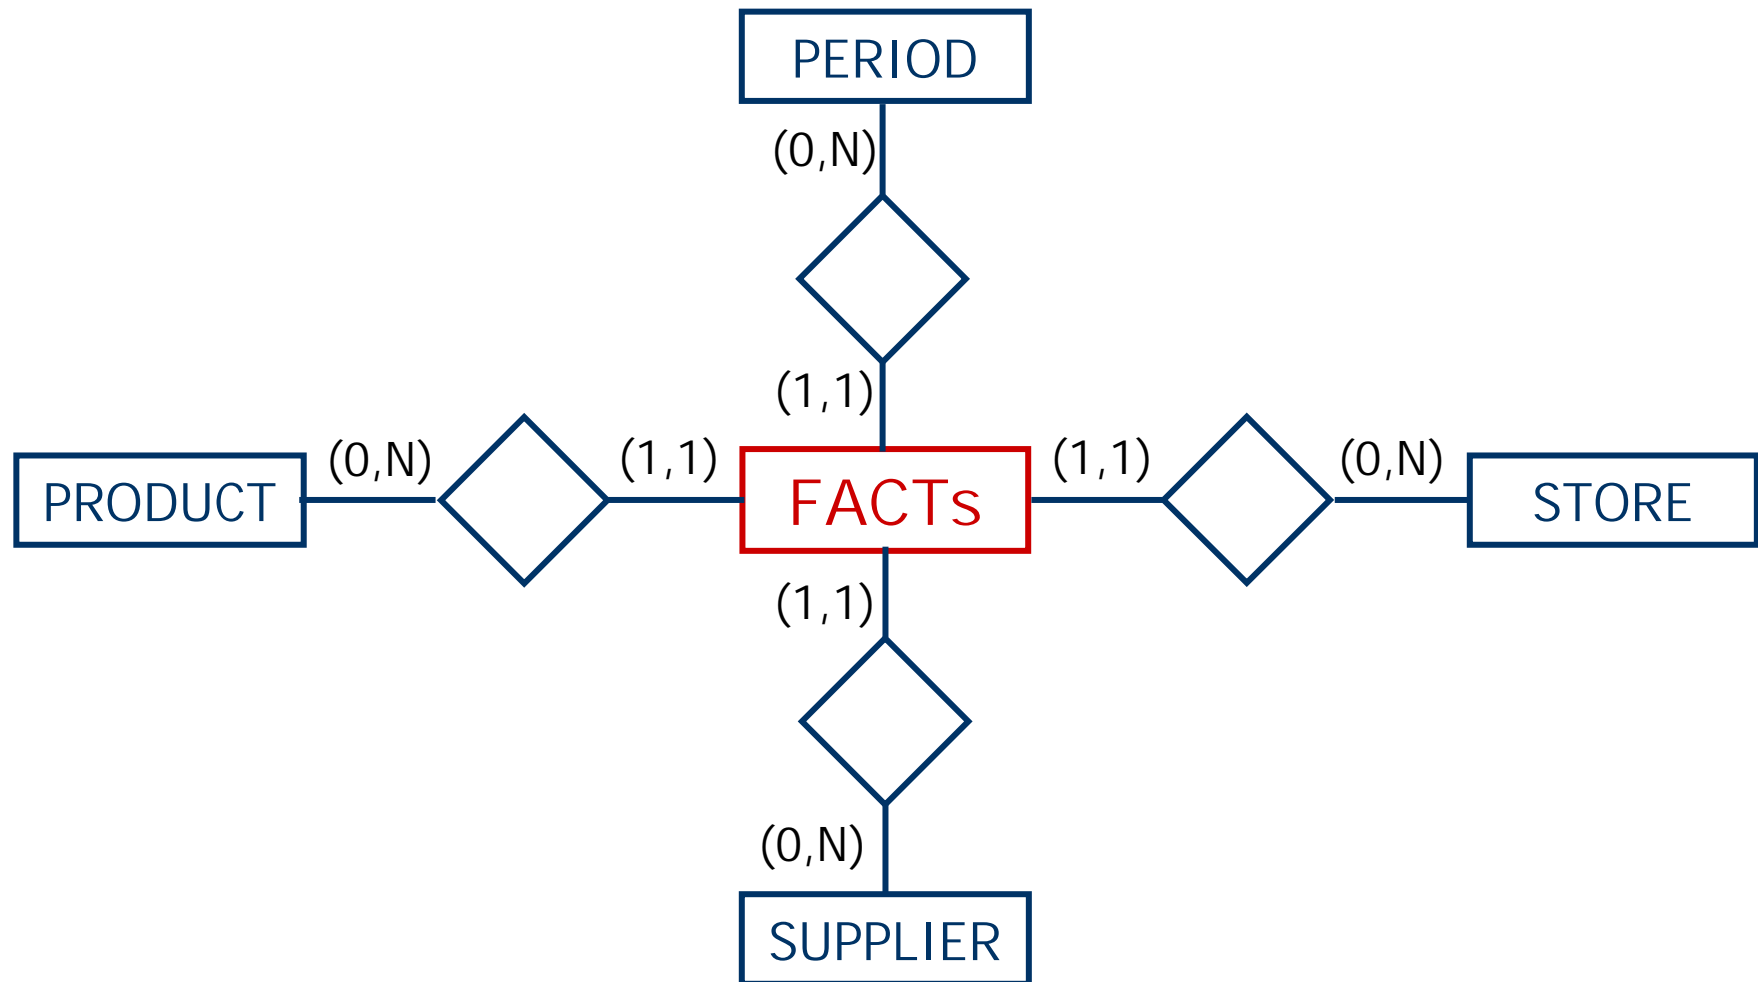 PERIOD
(0,N)
(1,1)
PRODUCT
(0,N)
(1,1)
FACTs
(1,1)
(0,N)
STORE
(1,1)
(0,N)
SUPPLIER